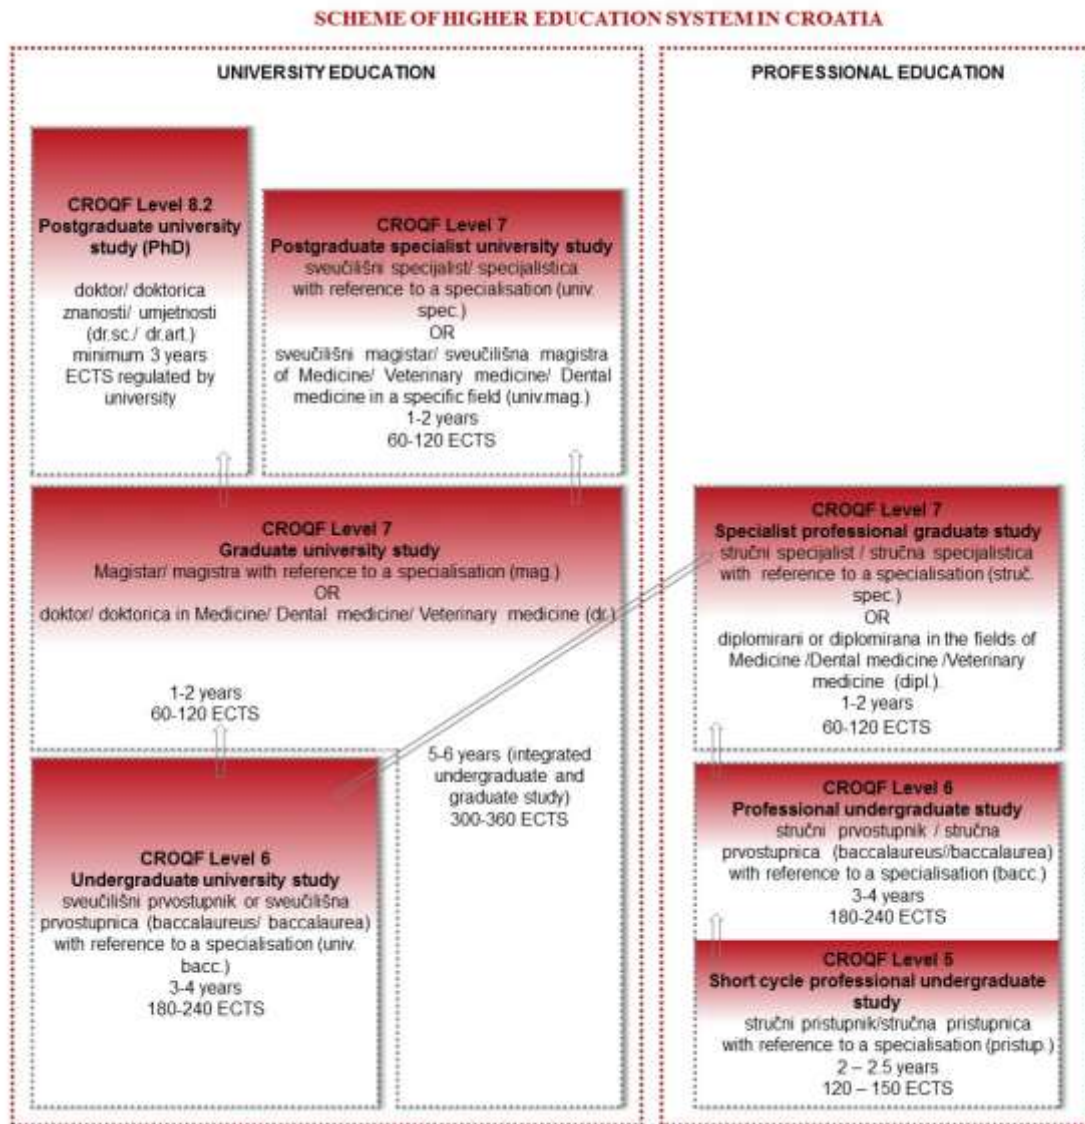 SCHEME OF HIGHER EDUCATION SYSTEM IN CROATIA
UNIVERSITY EDUCATION
CROQF Level 8.2
Postgraduate university
study (PhD)
doktor/ doktorica
znanosti/ umjetnosti
(dr.sc./ dr.art.)
minimum 3 years
ECTS regulated by
university
CROQF Level 7
Postgraduate specialist university study
sveučilišni specijalist/ specijalistica
with reference to a specialisation (univ.
spec.)
OR
sveučilišni magistar/ sveučilišna magistra
of Medicine/ Veterinary medicine/ Dental
medicine in a specific field (univ.mag.)
1-2 years
60-120 ECTS
CROQF Level 7
Graduate university study
Magistar/ magistra with reference to a specialisation (mag.)
OR
doktor/ doktorica in Medicine/ Dental medicine/ Veterinary medicine (dr.)
1-2 years
60-120 ECTS
5-6 years (integrated
undergraduate and
graduate study)
300-360 ECTS
CROQF Level 6
Undergraduate university study
sveučilišni prvostupnik or sveučilišna
prvostupnica (baccalaureus/ baccalaurea)
with reference to a specialisation (univ.
bacc.)
3-4 years
180-240 ECTS
PROFESSIONAL EDUCATION
CROQF Level 7
Specialist professional graduate study
stručni specijalist / stručna specijalistica
with reference to a specialisation (struč.
spec.)
OR
diplomirani or diplomirana in the fields of
Medicine /Dental medicine /Veterinary
medicine (dipl.).
1-2 years
60-120 ECTS
CROQF Level 6
Professional undergraduate study
stručni prvostupnik / stručna
prvostupnica (baccalaureus//baccalaurea)
with reference to a specialisation (bacc.)
3-4 years
180-240 ECTS
CROQF Level 5
Short cycle professional undergraduate
study
stručni pristupnik/stručna pristupnica
with reference to a specialisation (pristup.)
2 – 2.5 years
120 – 150 ECTS